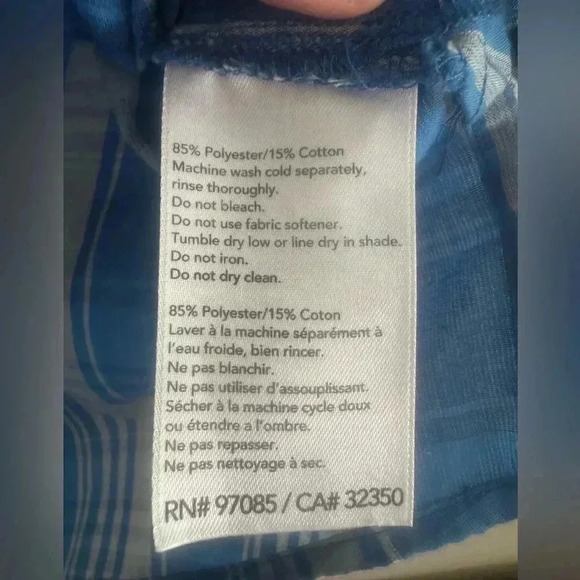 85% Polyester/15% Cotton
Machine wash cold separately,
rinse thoroughly.
Do not bleach.
Do not use fabric softener.
Tumble dry low or line dry in shade.
Do not iron.
Do not dry clean.
85% Polyester/15% Coton
Laver à la machine séparément à
l'eau froide, bien rincer.
Ne pas blanchir.
Ne pas utiliser d'assouplissant.
Sécher à la machine cycle doux
ou étendre a l'ombre.
Ne pas repasser.
Ne pas nettoyage à sec.
RN# 97085 / CA# 32350